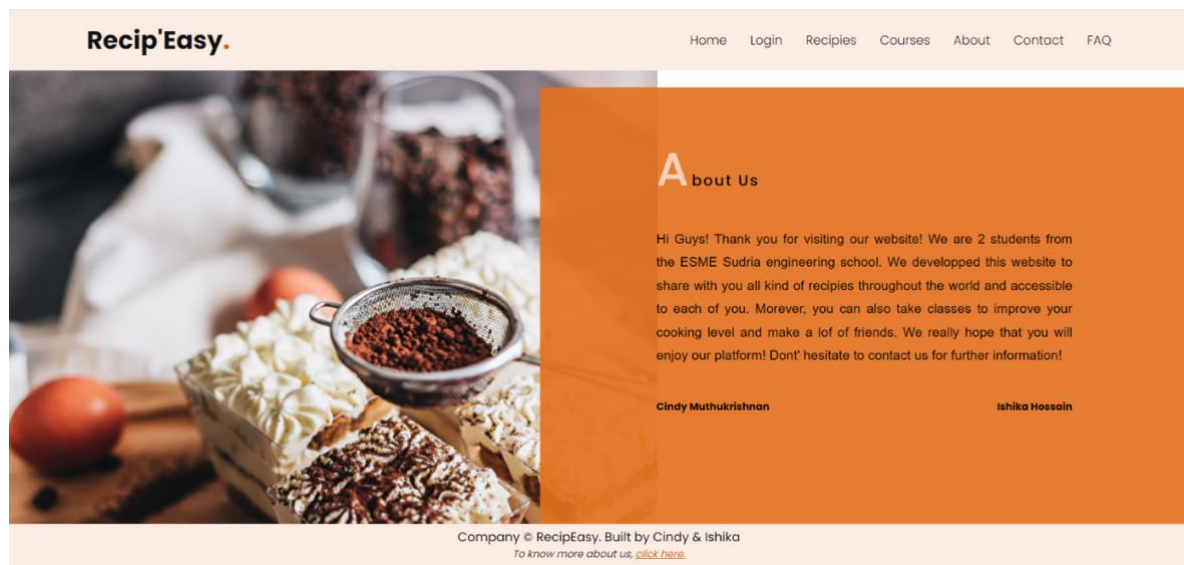 Recip'Easy.
Home Login Recipies Courses About Contact FAQ
About Us
Hi Guys! Thank you for visiting our website! We are 2 students from
the ESME Sudria engineering school. We developped this website to
share with you all kind of recipies throughout the world and accessible
to each of you. Morever, you can also take classes to improve your
cooking level and make a lof of friends. We really hope that you will
enjoy our platform! Dont' hesitate to contact us for further information!
Cindy Muthukrishnan Ishika Hossain
Company © RecipEasy. Built by Cindy & Ishika
To know more about us, click here.